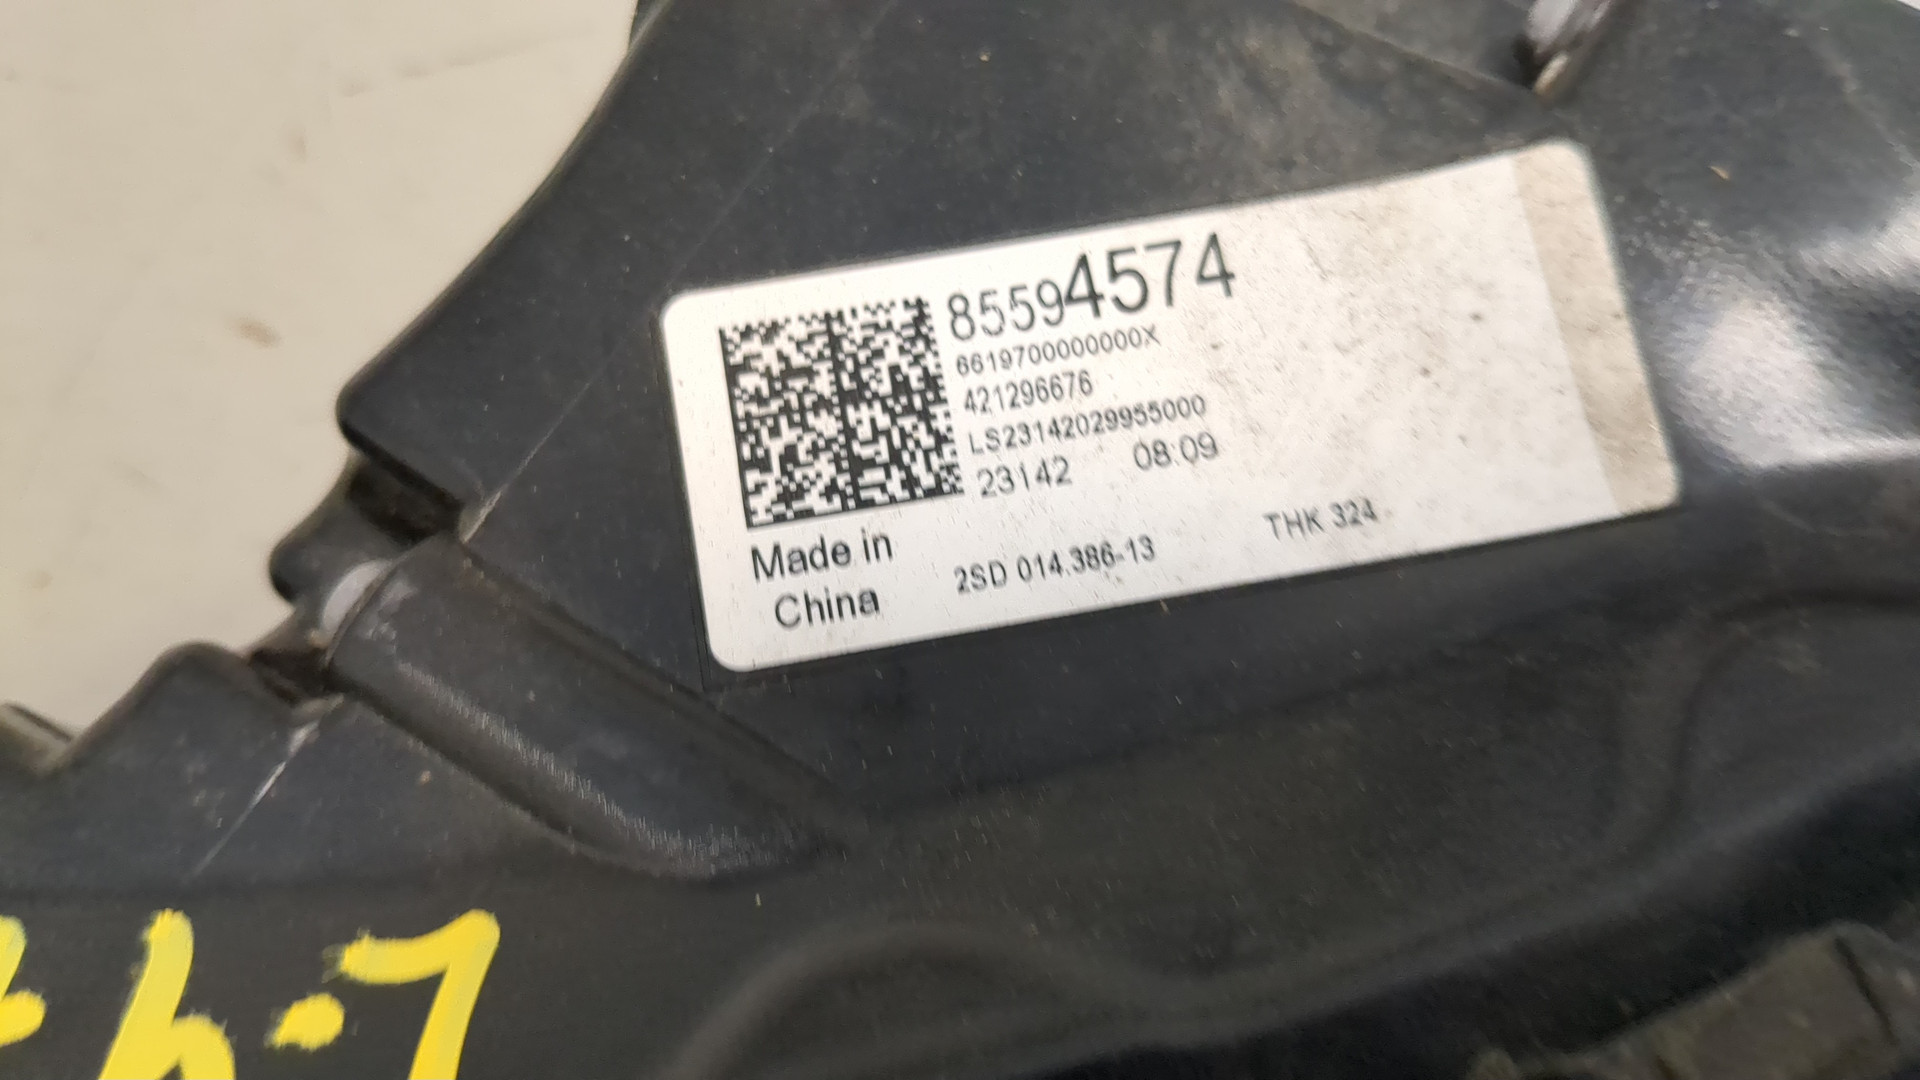 85594574
6619700000000X
421296676
LS23142029955000
23142 08:09
Made in
China
2SD 014.386-13 THK 324